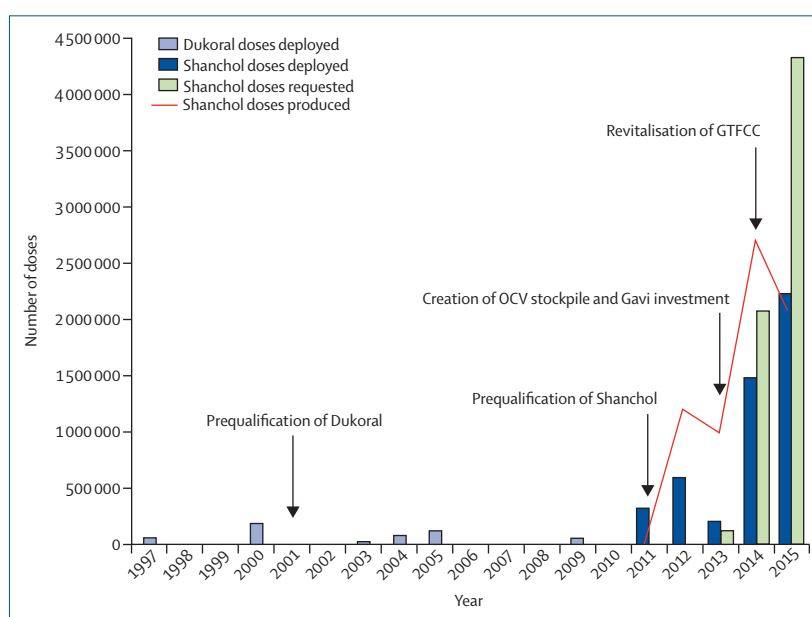 4500000
4000000
3500000
3000000
2500000
2000000
1500000
1000000
500000
0
Number of doses
Dukoral doses deployed
Shanchol doses deployed
Shanchol doses requested
Shanchol doses produced
Revitalisation of GTFCC
Creation of OCV stockpile and Gavi investment
Prequalification of Shanchol
Prequalification of Dukoral
1997
1998
1999
2000
2001
2002
2003
2004
2005
2006
2007
2008
2009
2010
2011
2012
2013
2014
2015
Year